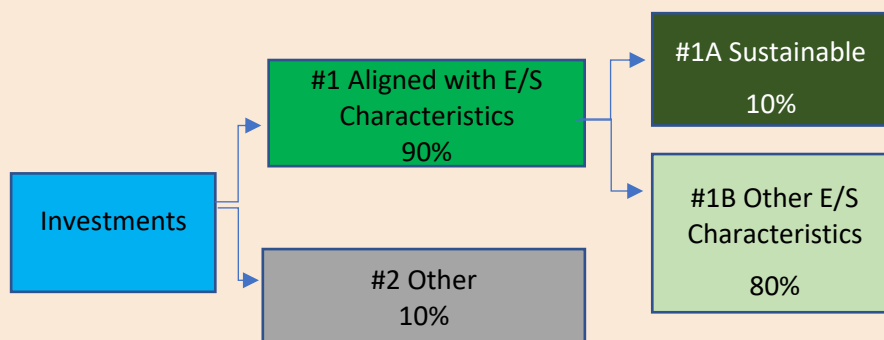 Investments
#1 Aligned with E/S
Characteristics
90%
#2 Other
10%
#1A Sustainable
10%
#1B Other E/S
Characteristics
80%